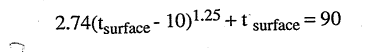 2.74(t_surface - 10)^1.25 + t_surface = 90